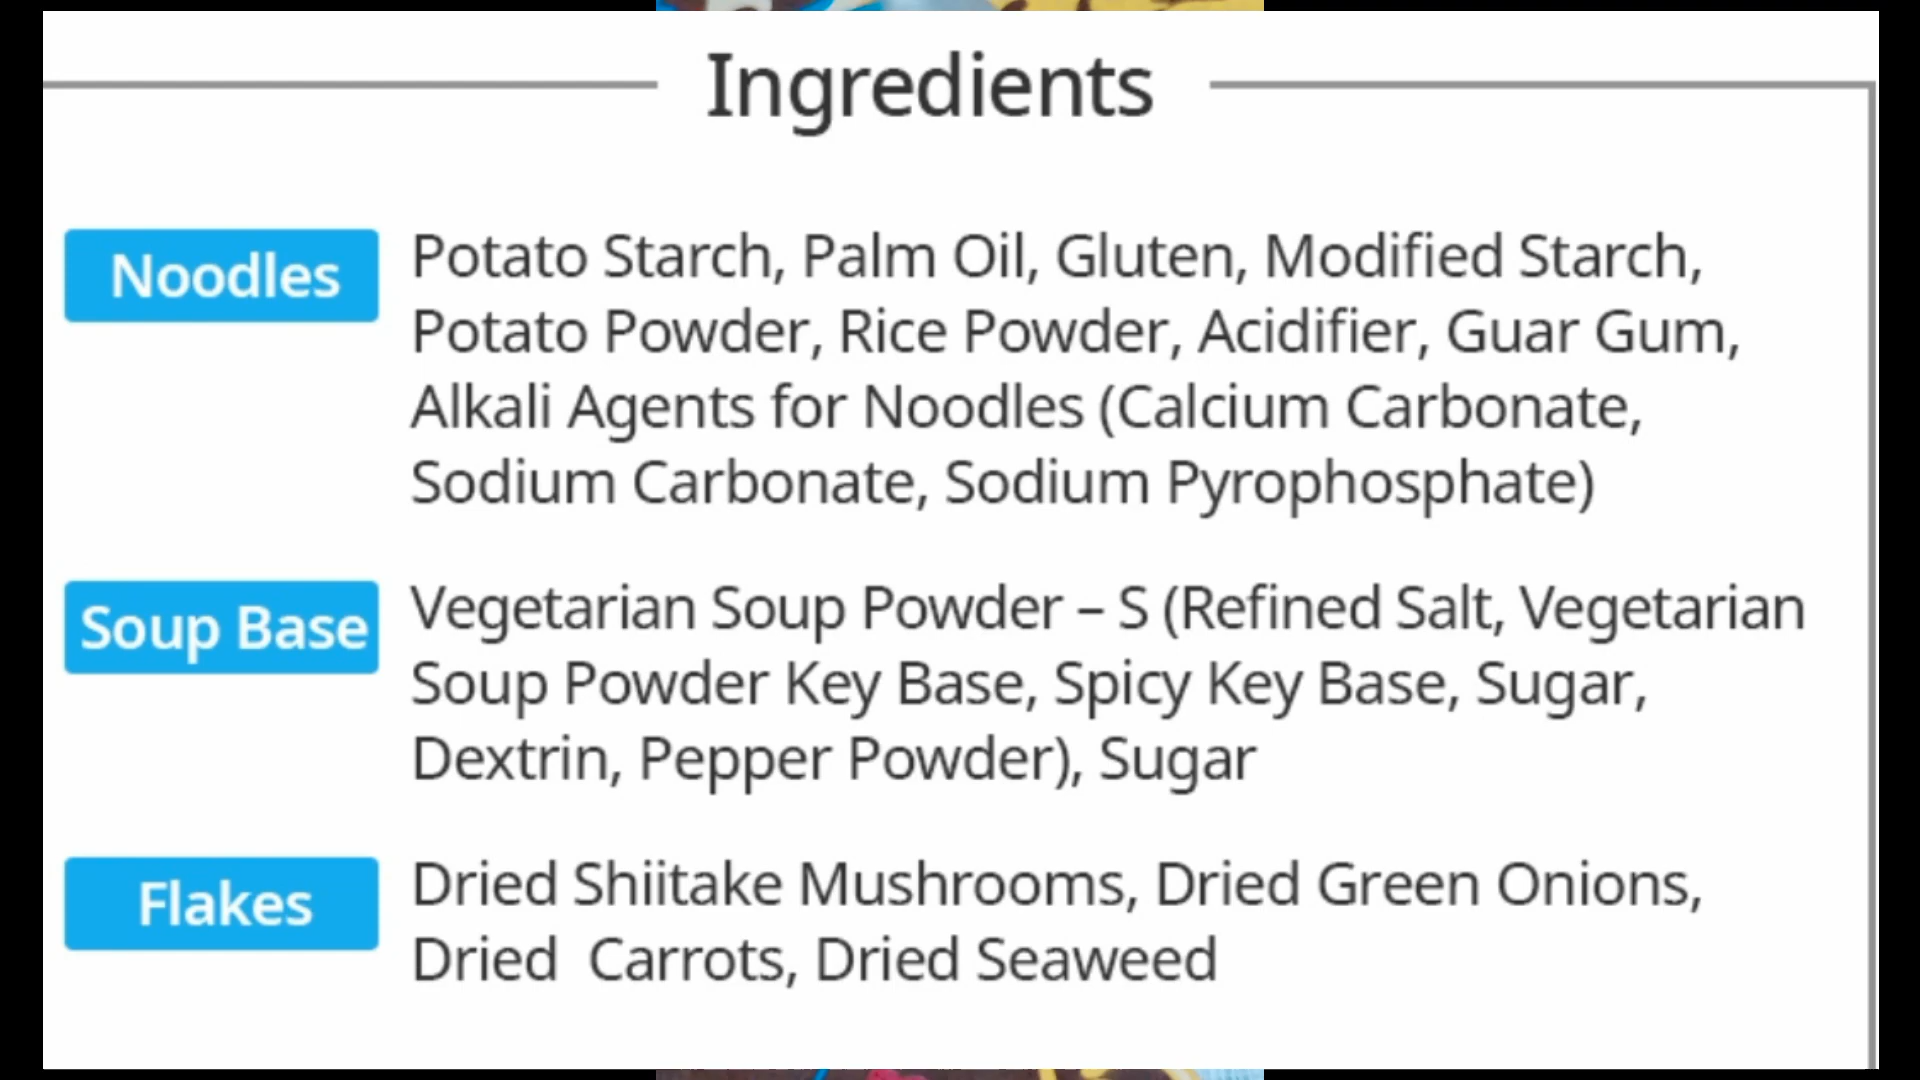 Ingredients
Noodles
Potato Starch, Palm Oil, Gluten, Modified Starch,
Potato Powder, Rice Powder, Acidifier, Guar Gum,
Alkali Agents for Noodles (Calcium Carbonate,
Sodium Carbonate, Sodium Pyrophosphate)
Soup Base
Vegetarian Soup Powder – S (Refined Salt, Vegetarian
Soup Powder Key Base, Spicy Key Base, Sugar,
Dextrin, Pepper Powder), Sugar
Flakes
Dried Shiitake Mushrooms, Dried Green Onions,
Dried  Carrots, Dried Seaweed